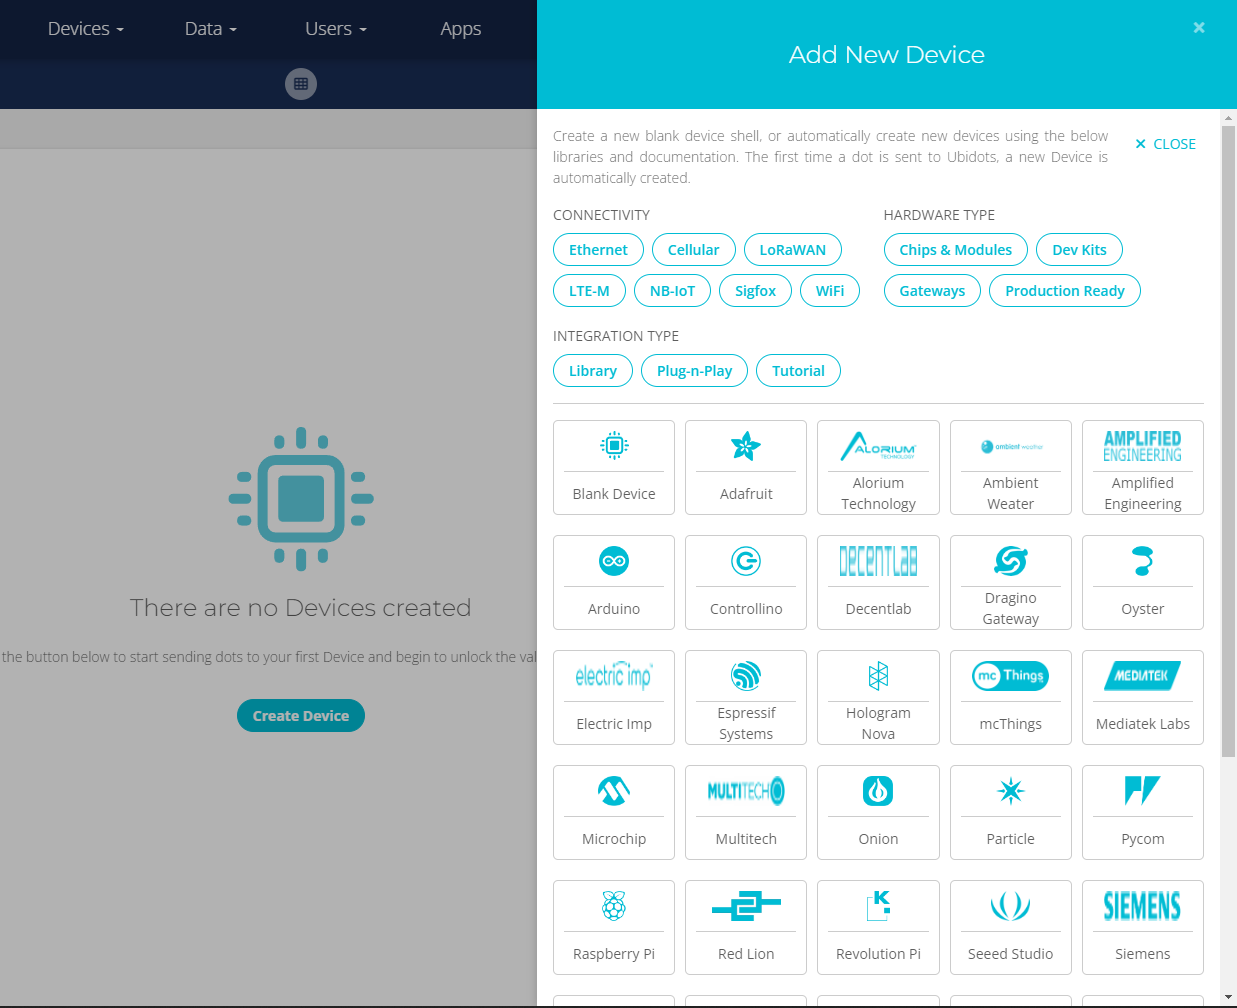 Devices
Data
Users
Apps
Add New Device
Create a new blank device shell, or automatically create new devices using the below
libraries and documentation. The first time a dot is sent to Ubidots, a new Device is
automatically created.
× CLOSE
CONNECTIVITY
Ethernet
Cellular
LoRaWAN
LTE-M
NB-IoT
Sigfox
WiFi
HARDWARE TYPE
Chips & Modules
Dev Kits
Gateways
Production Ready
INTEGRATION TYPE
Library
Plug-n-Play
Tutorial
There are no Devices created
the button below to start sending dots to your first Device and begin to unlock the val
Create Device
Blank Device
Adafruit
ALORIUM
TECHNOLOGY
Alorium
Technology
ambient weather
Ambient
Weater
AMPLIFIED
ENGINEERING
Amplified
Engineering
Arduino
Controllino
DECENTLAB
Decentlab
Dragino
Gateway
Oyster
electric imp
Electric Imp
Espressif
Systems
Hologram
Nova
mc Things
mcThings
MEDIATEK
Mediatek Labs
Microchip
MULTITECH
Multitech
Onion
Particle
Pycom
Raspberry Pi
Red Lion
K
Revolution Pi
Seeed Studio
SIEMENS
Siemens